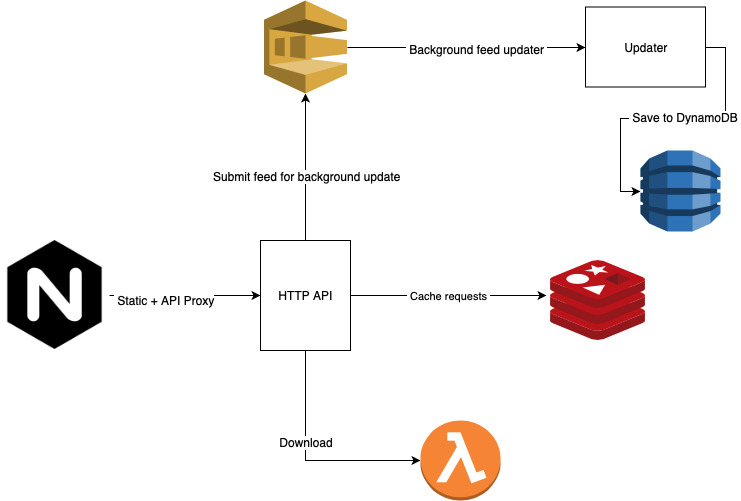 Background feed updater
Updater
Save to DynamoDB
Submit feed for background update
N
Static + API Proxy
HTTP API
Cache requests
Download
λ